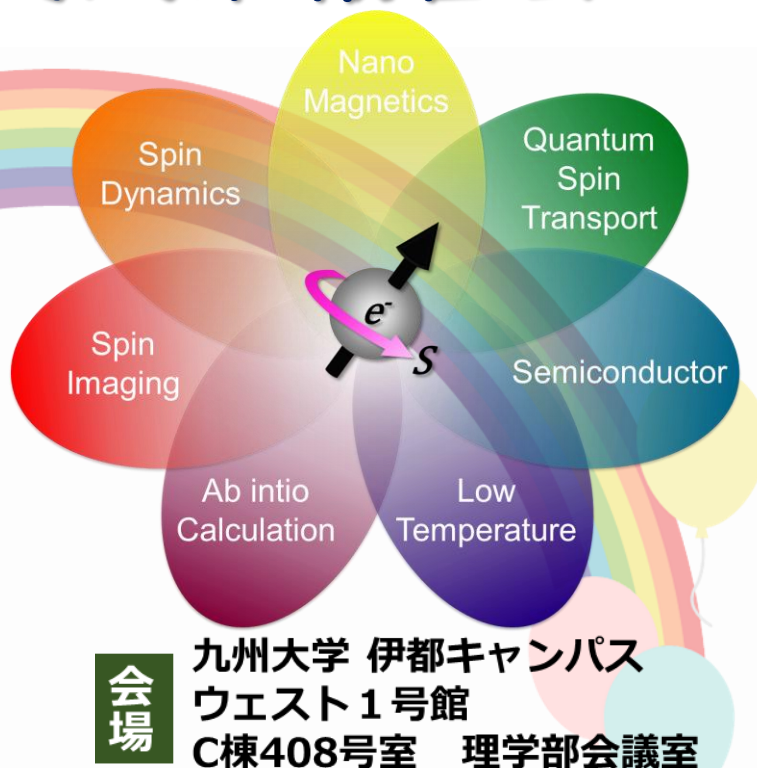 Nano
Magnetics
Quantum
Spin
Transport
Spin
Dynamics
e-
S
Spin
Imaging
Semiconductor
Ab intio
Calculation
Low
Temperature
会場
九州大学 伊都キャンパス
ウェスト1号館
C棟408号室 理学部会議室